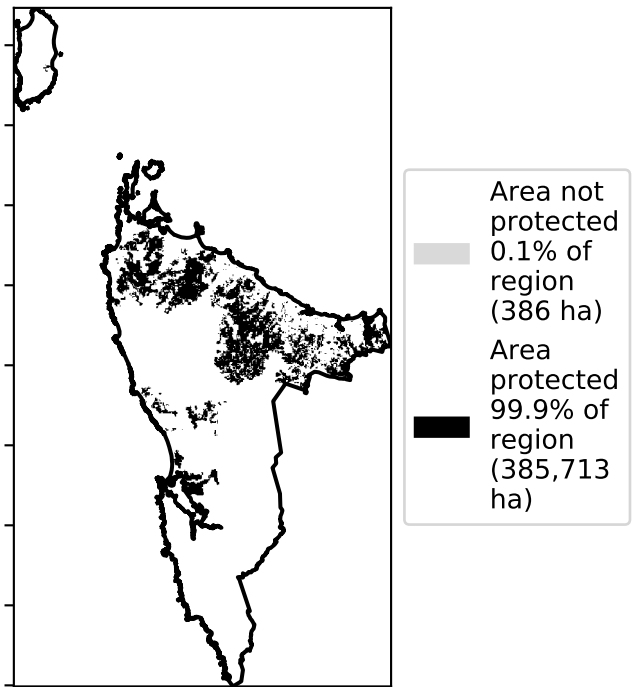 Area not
protected
0.1% of
region
(386 ha)
Area
protected
99.9% of
region
(385,713
ha)